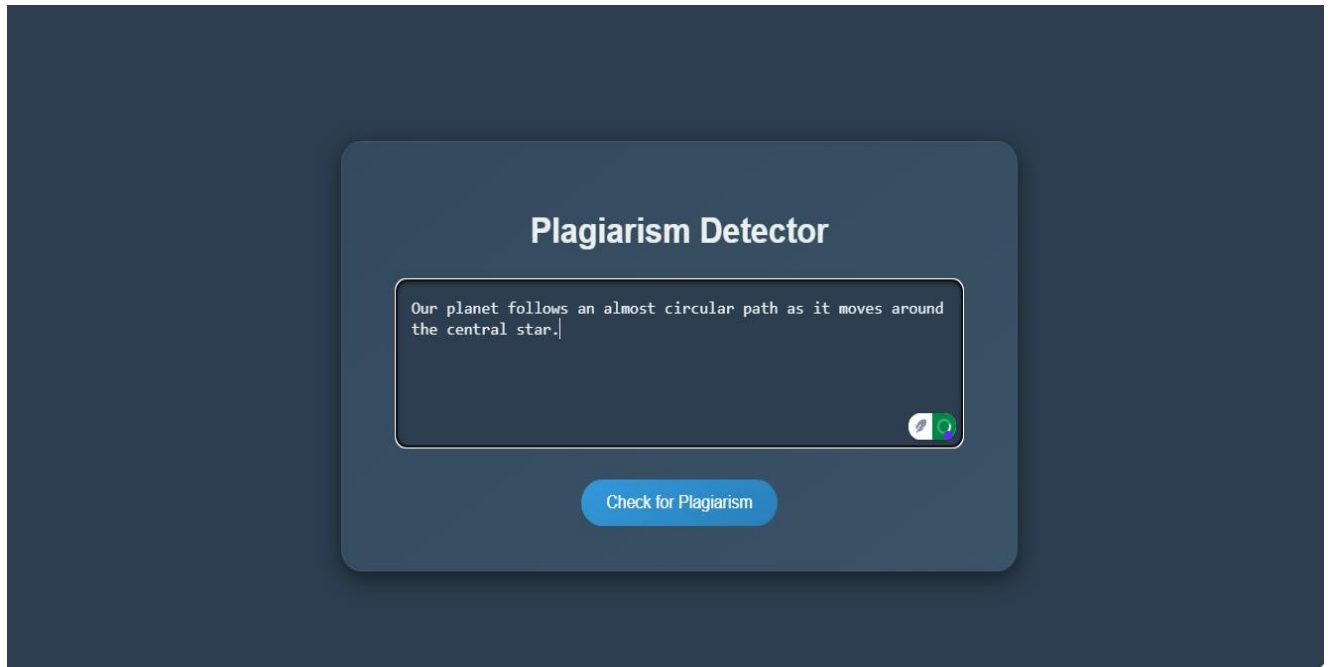 Plagiarism Detector
Our planet follows an almost circular path as it moves around
the central star.
Check for Plagiarism